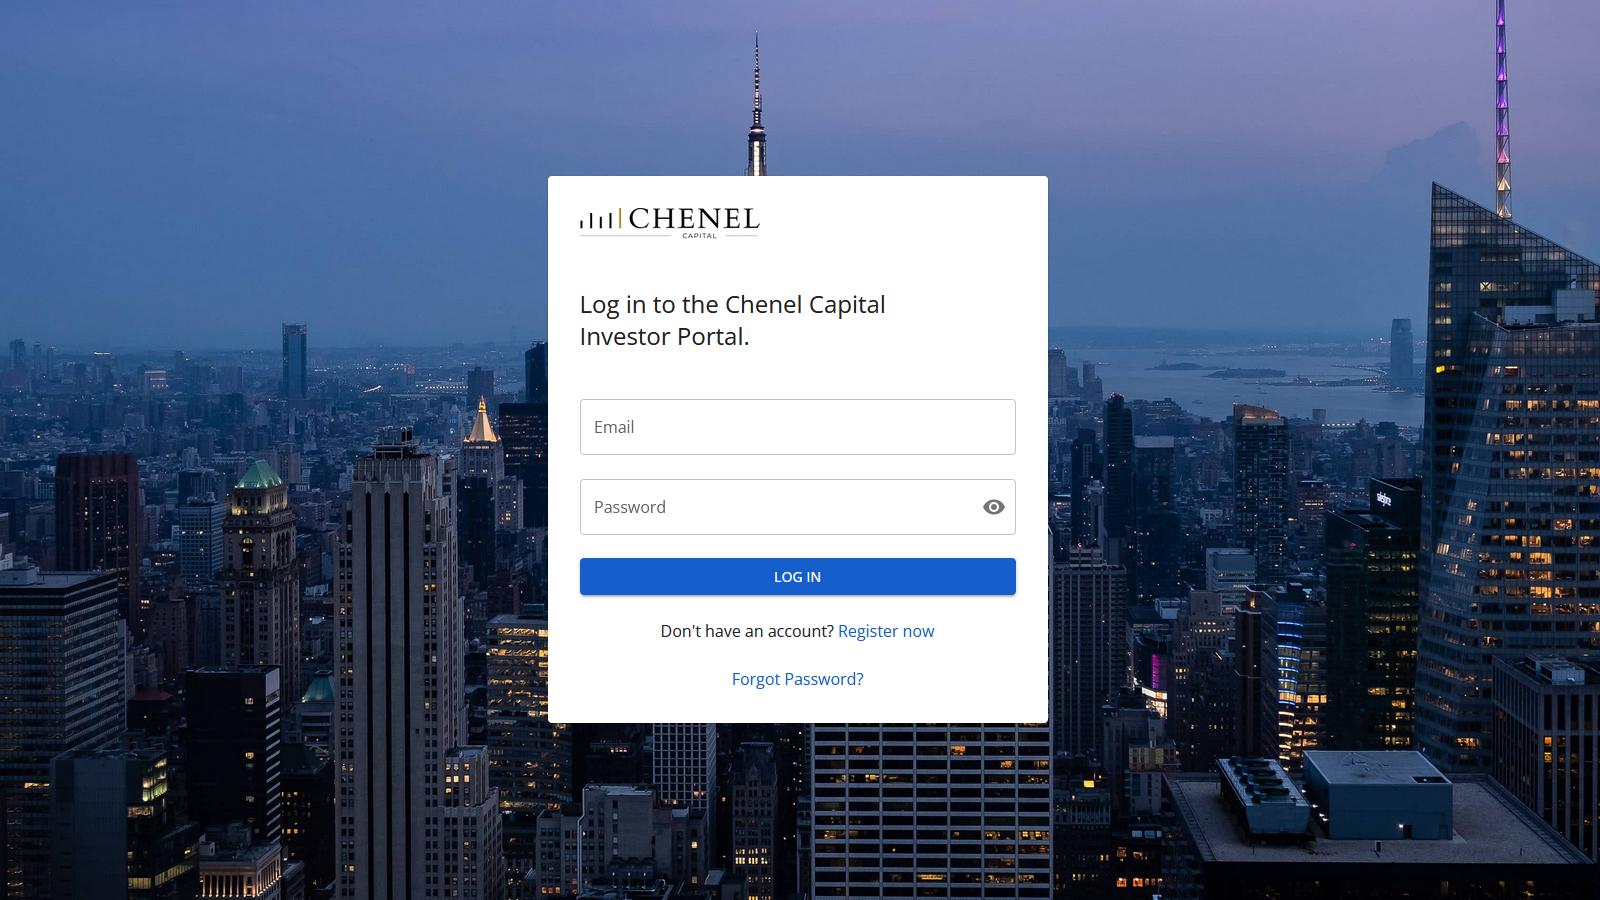 CHENEL
CAPITAL
Log in to the Chenel Capital
Investor Portal.
Email
Password
LOG IN
Don't have an account? Register now
Forgot Password?
salesforce